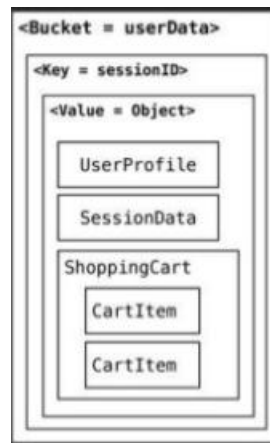 <Bucket = userData>
<Key = sessionID>
<Value = Object>
UserProfile
SessionData
ShoppingCart
CartItem
CartItem